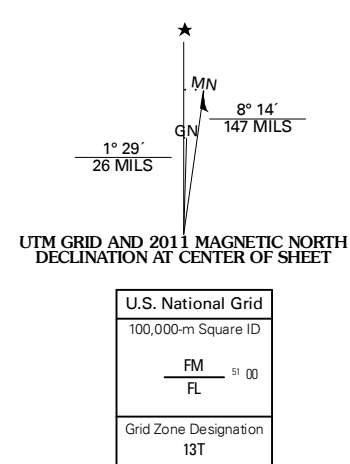 ★
MN
GN
8° 14´
147 MILS
1° 29´
26 MILS
UTM GRID AND 2011 MAGNETIC NORTH
DECLINATION AT CENTER OF SHEET
U.S. National Grid
100,000-m Square ID
FM
51 00
FL
Grid Zone Designation
13T